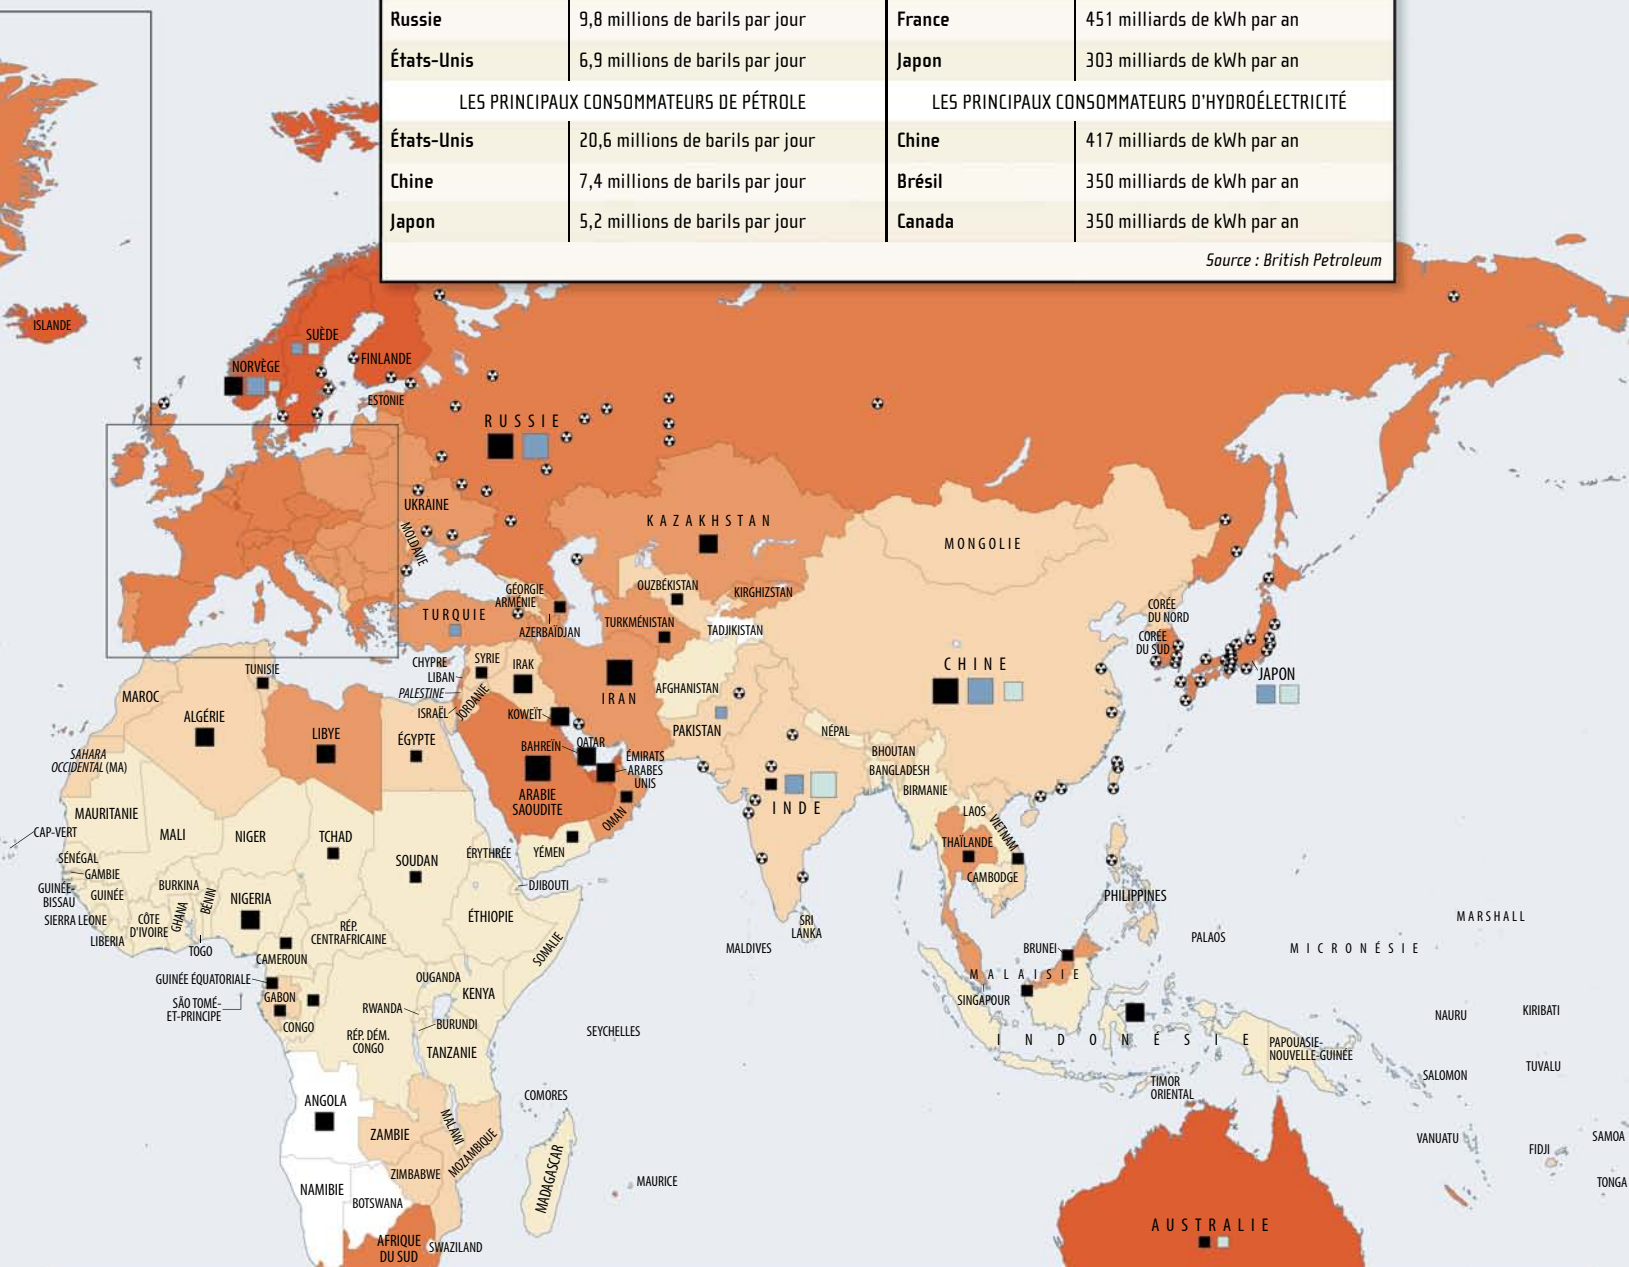 Russie 9,8 millions de barils par jour France 451 milliards de kWh par an
États-Unis 6,9 millions de barils par jour Japon 303 milliards de kWh par an
LES PRINCIPAUX CONSOMMATEURS DE PÉTROLE LES PRINCIPAUX CONSOMMATEURS D'HYDROÉLECTRICITÉ
États-Unis 20,6 millions de barils par jour Chine 417 milliards de kWh par an
Chine 7,4 millions de barils par jour Brésil 350 milliards de kWh par an
Japon 5,2 millions de barils par jour Canada 350 milliards de kWh par an
Source : British Petroleum
ISLANDE
SUÈDE
NORVÈGE
FINLANDE
ESTONIE
RUSSIE
UKRAINE
MOLDAVIE
KAZAKHSTAN
MONGOLIE
OUZBÉKISTAN
KIRGHIZSTAN
GÉORGIE
ARMÉNIE
TURQUIE
AZERBAÏDJAN
TURKMÉNISTAN
TADJIKISTAN
CORÉE
DU NORD
CORÉE
DU SUD
JAPON
CHINE
TUNISIE
CHYPRE
LIBAN
PALESTINE
ISRAËL
JORDANIE
SYRIE
IRAK
IRAN
AFGHANISTAN
PAKISTAN
MAROC
ALGÉRIE
LIBYE
ÉGYPTE
KOWEÏT
BAHREÏN
QATAR
ÉMIRATS
ARABES
UNIS
NÉPAL
BHOUTAN
BANGLADESH
BIRMANIE
SAHARA
OCCIDENTAL (MA)
ARABIE
SAOUDITE
OMAN
INDE
LAOS
VIETNAM
THAÏLANDE
CAMBODGE
MAURITANIE
MALI
NIGER
TCHAD
SOUDAN
ÉRYTHRÉE
YÉMEN
DJIBOUTI
CAP-VERT
SÉNÉGAL
GAMBIE
GUINÉE-
BISSAU
GUINÉE
SIERRA LEONE
LIBERIA
CÔTE
D'IVOIRE
BURKINA
GHANA
BÉNIN
TOGO
NIGERIA
RÉP.
CENTRAFRICAINE
ÉTHIOPIE
SOMALIE
CAMEROUN
GUINÉE ÉQUATORIALE
SÃO TOMÉ-
ET-PRINCIPE
GABON
CONGO
RÉP. DÉM.
CONGO
OUGANDA
KENYA
RWANDA
BURUNDI
TANZANIE
SRI
LANKA
MALDIVES
SEYCHELLES
PHILIPPINES
PALAOS
MICRONÉSIE
MARSHALL
BRUNEI
MALAISIE
SINGAPOUR
INDONÉSIE
PAPOUASIE-
NOUVELLE-GUINÉE
TIMOR
ORIENTAL
NAURU
KIRIBATI
SALOMON
TUVALU
VANUATU
FIDJI
SAMOA
TONGA
ANGOLA
ZAMBIE
MALAWI
MOZAMBIQUE
ZIMBABWE
NAMIBIE
BOTSWANA
AFRIQUE
DU SUD
SWAZILAND
COMORES
MADAGASCAR
MAURICE
AUSTRALIE